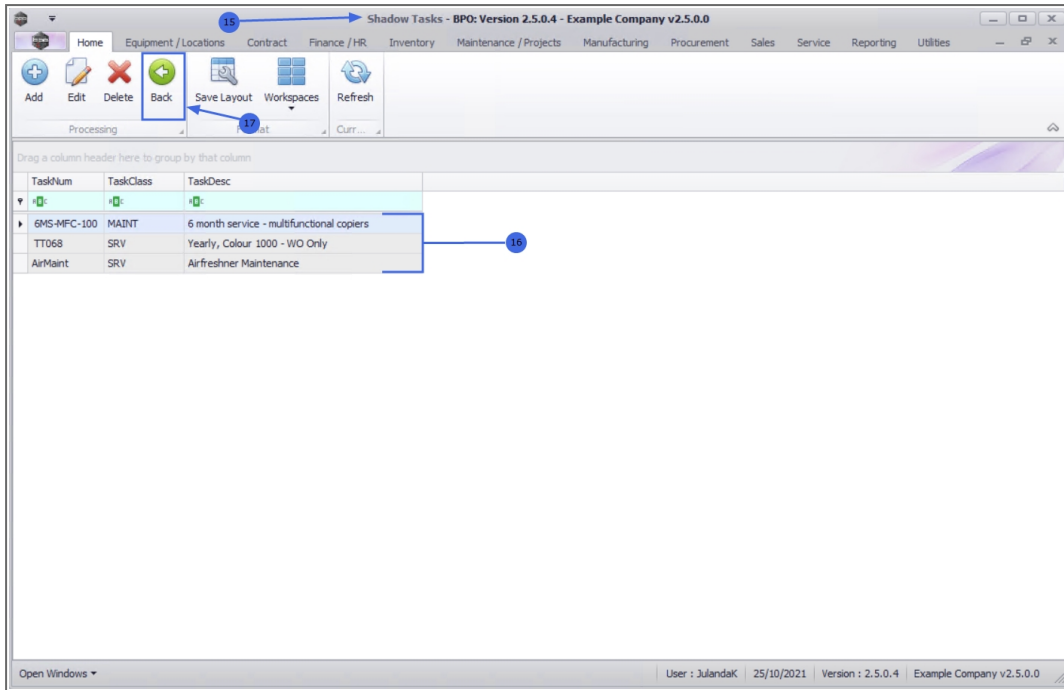 15
Shadow Tasks - BPO: Version 2.5.0.4 - Example Company v2.5.0.0
Home Equipment / Locations Contract Finance / HR Inventory Maintenance / Projects Manufacturing Procurement Sales Service Reporting Utilities
Add Edit Delete Back Save Layout Workspaces Refresh
17
Processing Curr...
Drag a column header here to group by that column
TaskNum TaskClass TaskDesc
6MS-MFC-100 MAINT 6 month service - multifunctional copiers
TT068 SRV Yearly, Colour 1000 - WO Only
16
AirMaint SRV Airfreshner Maintenance
Open Windows User : JulandaK 25/10/2021 Version : 2.5.0.4 Example Company v2.5.0.0